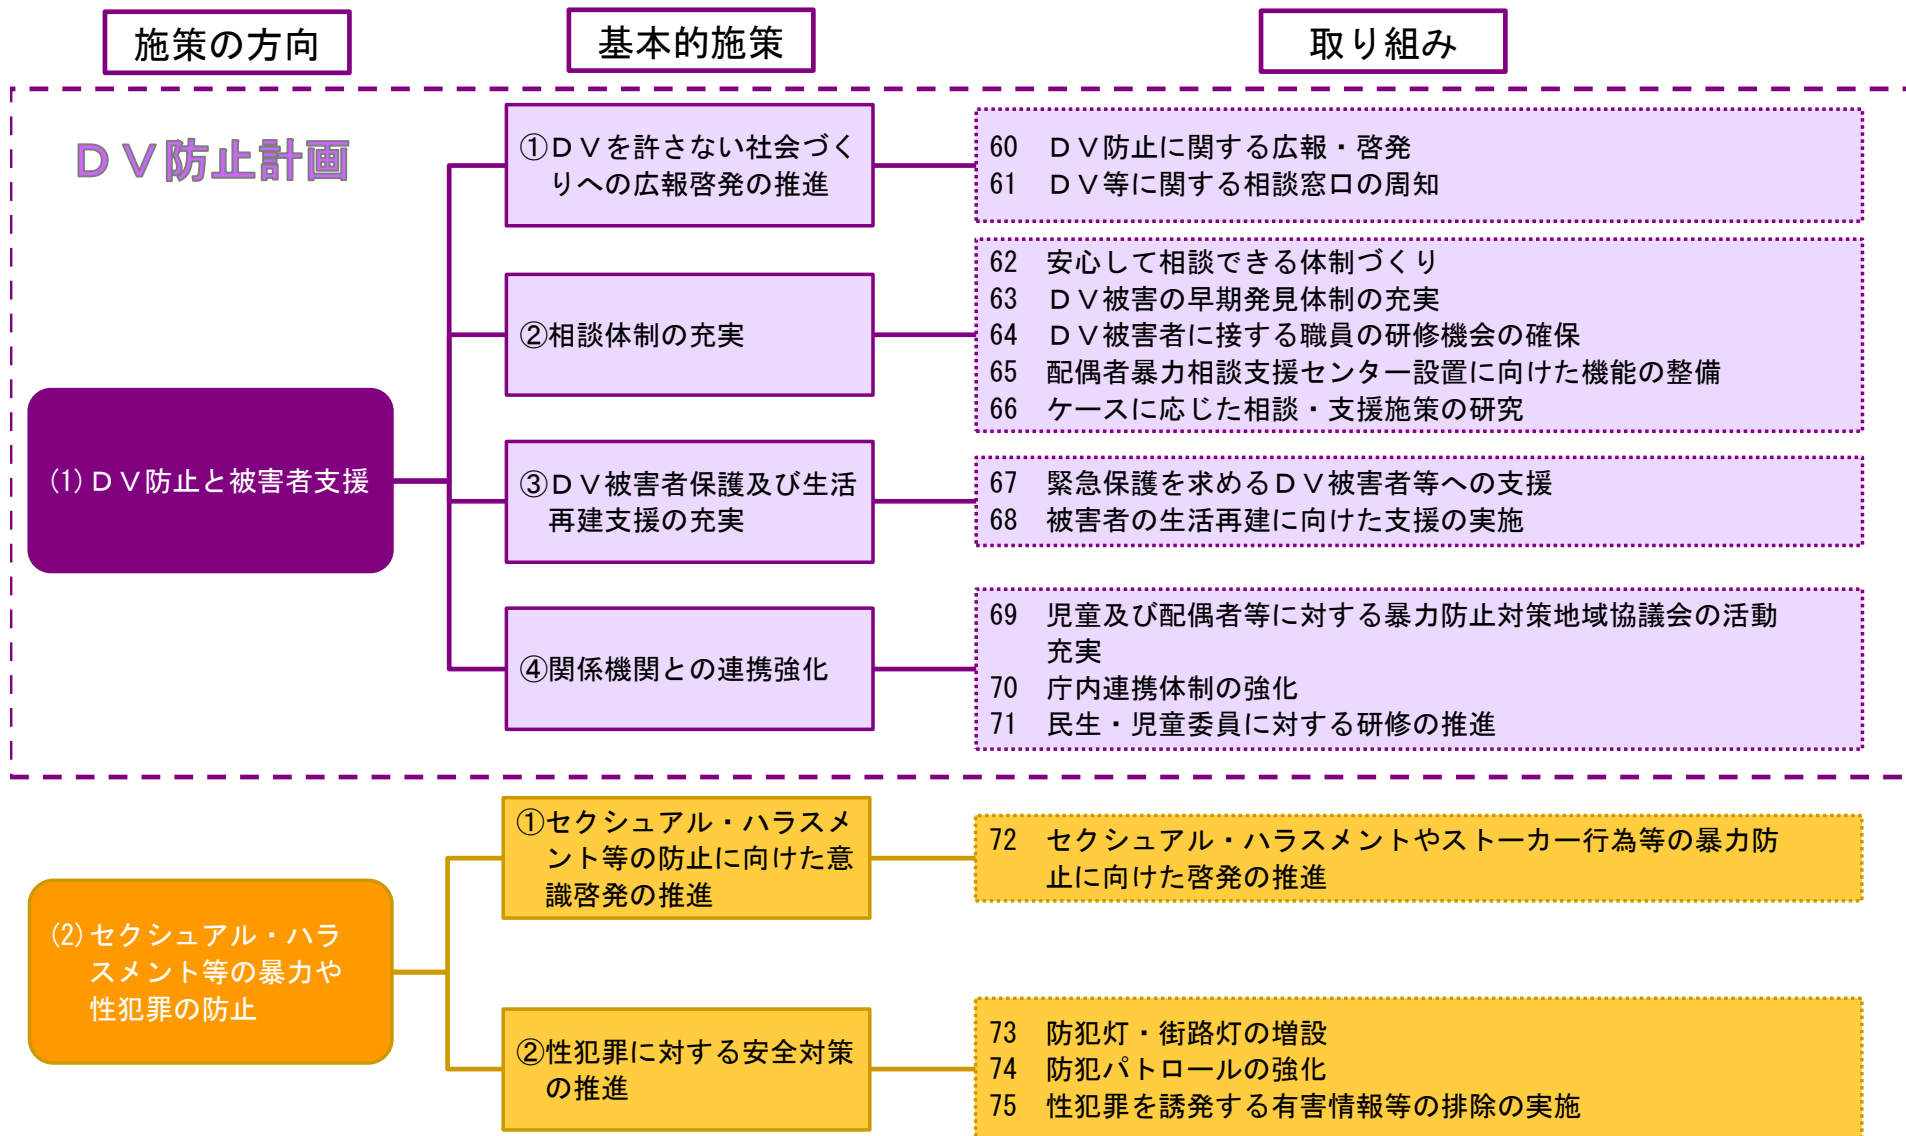 施策の方向
基本的施策
取り組み
ＤＶ防止計画
①ＤＶを許さない社会づく
りへの広報啓発の推進
60 ＤＶ防止に関する広報・啓発
61 ＤＶ等に関する相談窓口の周知
②相談体制の充実
62 安心して相談できる体制づくり
63 ＤＶ被害の早期発見体制の充実
64 ＤＶ被害者に接する職員の研修機会の確保
65 配偶者暴力相談支援センター設置に向けた機能の整備
66 ケースに応じた相談・支援施策の研究
(1)ＤＶ防止と被害者支援
③ＤＶ被害者保護及び生活
再建支援の充実
67 緊急保護を求めるＤＶ被害者等への支援
68 被害者の生活再建に向けた支援の実施
④関係機関との連携強化
69 児童及び配偶者等に対する暴力防止対策地域協議会の活動
充実
70 庁内連携体制の強化
71 民生・児童委員に対する研修の推進
(2)セクシュアル・ハラ
スメント等の暴力や
性犯罪の防止
①セクシュアル・ハラスメ
ント等の防止に向けた意
識啓発の推進
72 セクシュアル・ハラスメントやストーカー行為等の暴力防
止に向けた啓発の推進
②性犯罪に対する安全対策
の推進
73 防犯灯・街路灯の増設
74 防犯パトロールの強化
75 性犯罪を誘発する有害情報等の排除の実施